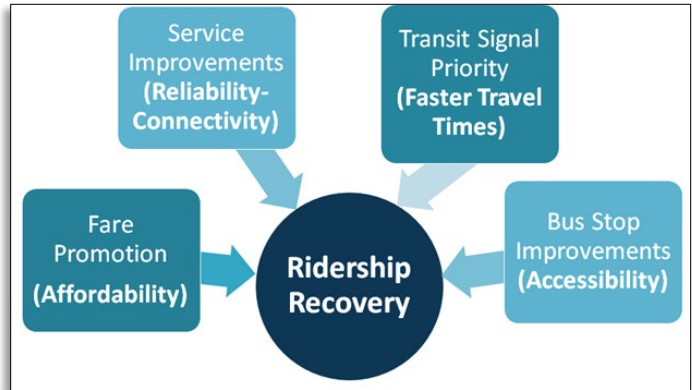 Service
Improvements
(Reliability-
Connectivity)
Transit Signal
Priority
(Faster Travel
Times)
Fare
Promotion
(Affordability)
Ridership
Recovery
Bus Stop
Improvements
(Accessibility)